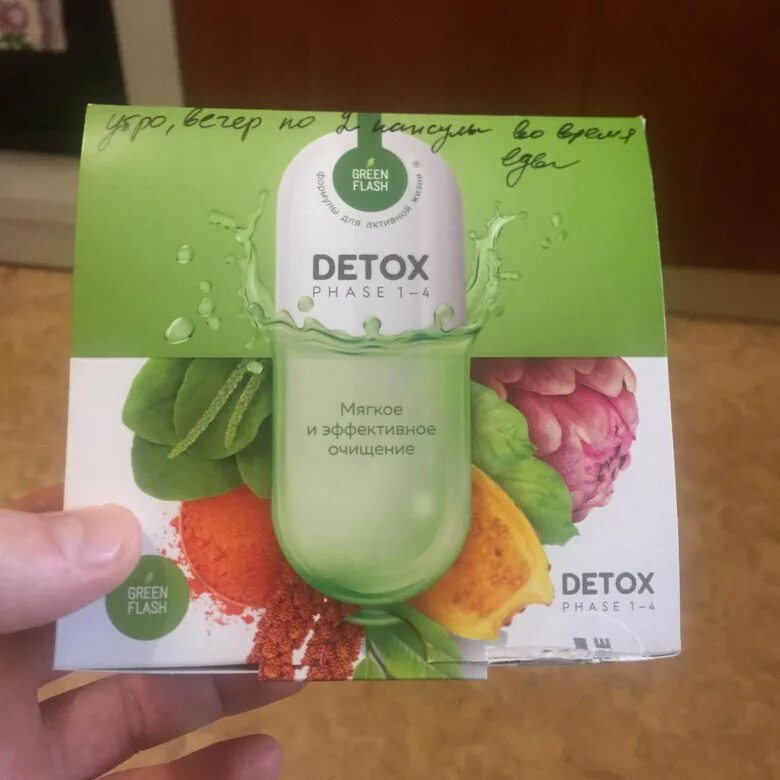 утро, вечер по 2 капсулы во время
еды
GREEN
FLASH
®
формулы для активной жизни
DETOX
PHASE 1–4
Мягкое
и эффективное
очищение
GREEN
FLASH
DETOX
PHASE 1–4